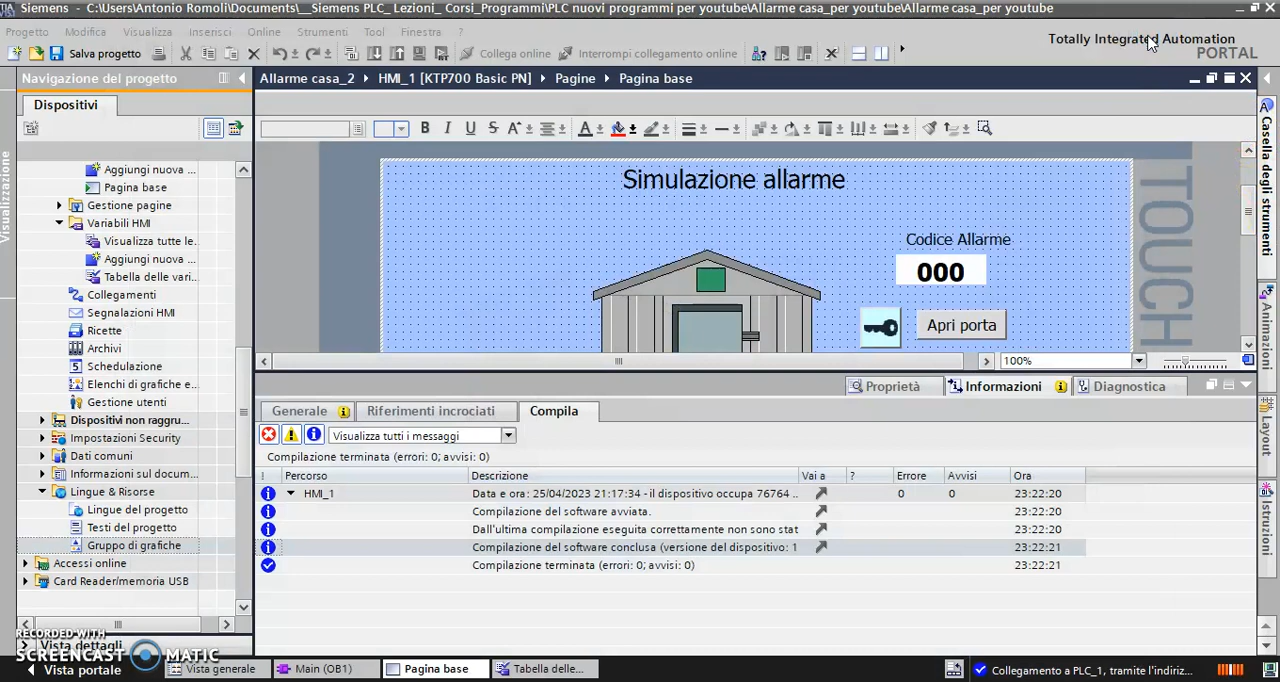 Siemens - C:\Users\Antonio Romoli\Documents\__Siemens PLC_ Lezioni_ Corsi_Programmi\PLC nuovi programmi per youtube\Allarme casa_per youtube\Allarme casa_per youtube
Progetto Modifica Visualizza Inserisci Online Strumenti Tool Finestra ?
Totally Integrated Automation
PORTAL
Salva progetto Collega online Interrompi collegamento online
Navigazione del progetto
Allarme casa_2 HMI_1 [KTP700 Basic PN] Pagine Pagina base
Dispositivi
Visualizzazione
B I U S A A
Aggiungi nuova ...
Pagina base
Gestione pagine
Variabili HMI
Visualizza tutte le..
Aggiungi nuova ...
Tabella delle vari...
Collegamenti
Segnalazioni HMI
Ricette
Archivi
Schedulazione
Elenchi di grafiche e...
Gestione utenti
Dispositivi non raggru...
Impostazioni Security
Dati comuni
Informazioni sul docum...
Lingue & Risorse
Lingue del progetto
Testi del progetto
Gruppo di grafiche
Accessi online
Card Reader/memoria USB
Simulazione allarme
Codice Allarme
000
Apri porta
TOUCH
100%
Casella degli strumenti
Animazioni
Layout
Istruzioni
Proprietà Informazioni Diagnostica
Generale Riferimenti incrociati Compila
Visualizza tutti i messaggi
Compilazione terminata (errori: 0; avvisi: 0)
! Percorso Descrizione Vai a ? Errore Avvisi Ora
HMI_1 Data e ora: 25/04/2023 21:17:34 - il dispositivo occupa 76764 .. 0 0 23:22:20
Compilazione del software avviata. 23:22:20
Dall'ultima compilazione eseguita correttamente non sono stat 23:22:20
Compilazione del software conclusa (versione del dispositivo: 1 23:22:21
Compilazione terminata (errori: 0; avvisi: 0) 23:22:21
RECORDED WITH
SCREENCAST MATIC
Vista dettagli
Vista portale Vista generale Main (OB1) Pagina base Tabella delle... Collegamento a PLC_1, tramite l'indiriz...